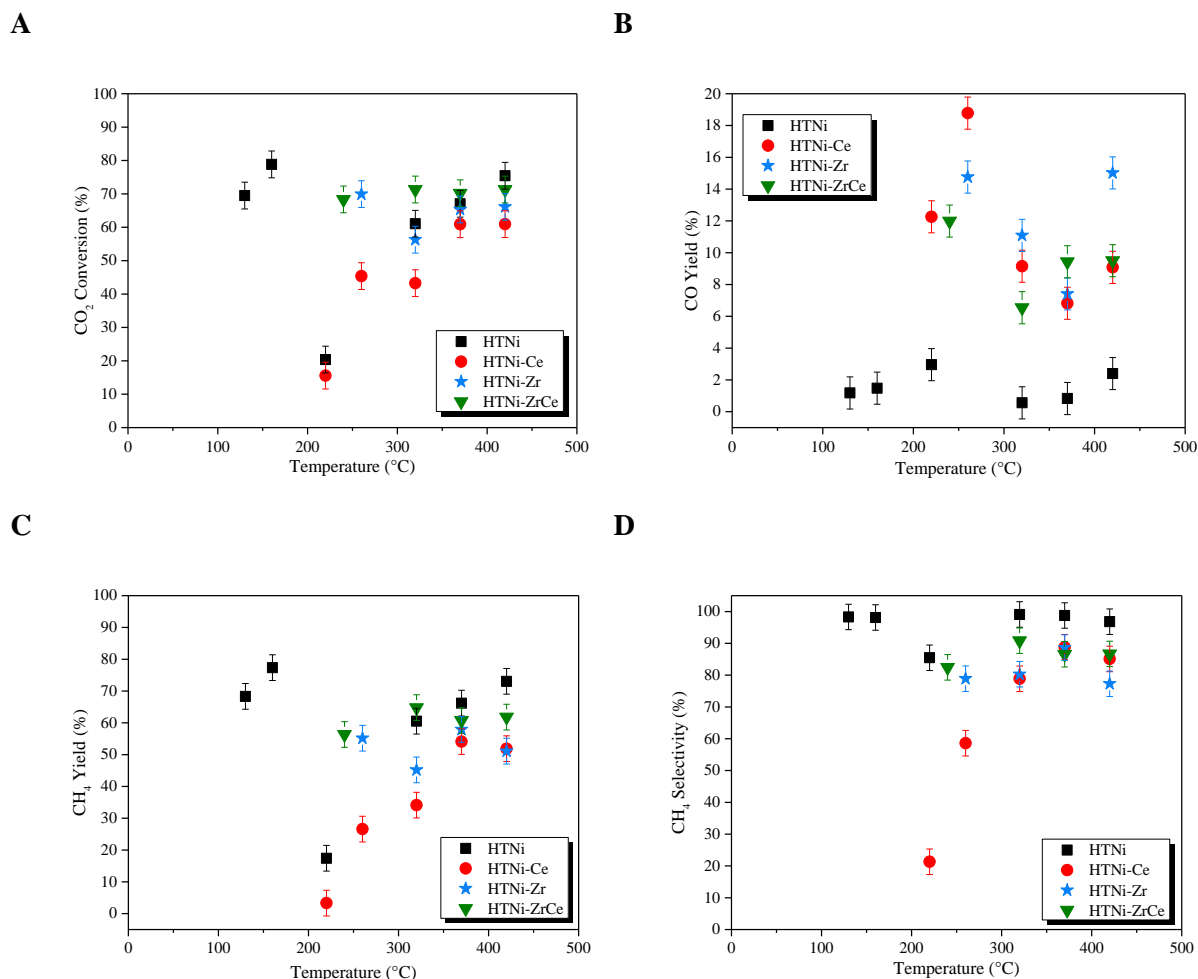 A
B
100
90
80
70
60
50
40
30
20
10
0
CO₂ Conversion (%)
HTNi
HTNi-Ce
HTNi-Zr
HTNi-ZrCe
0
100
200
300
400
500
Temperature (°C)
20
18
16
14
12
10
8
6
4
2
0
CO Yield (%)
HTNi
HTNi-Ce
HTNi-Zr
HTNi-ZrCe
0
100
200
300
400
500
Temperature (°C)
C
D
100
90
80
70
60
50
40
30
20
10
0
CH₄ Yield (%)
HTNi
HTNi-Ce
HTNi-Zr
HTNi-ZrCe
0
100
200
300
400
500
Temperature (°C)
100
90
80
70
60
50
40
30
20
10
0
CH₄ Selectivity (%)
HTNi
HTNi-Ce
HTNi-Zr
HTNi-ZrCe
0
100
200
300
400
500
Temperature (°C)